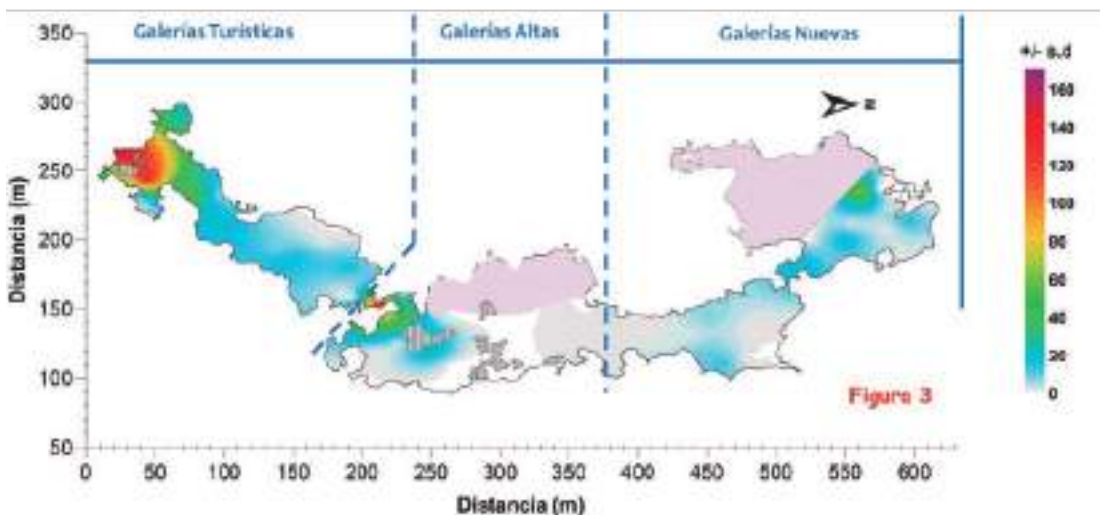 Galerías Turísticas
Galerías Altas
Galerías Nuevas
350
300
250
200
150
100
50
Distancia (m)
0 50 100 150 200 250 300 350 400 450 500 550 600
Distancia (m)
N
+/- s.d
160
140
120
100
80
60
40
20
0
Figura 3